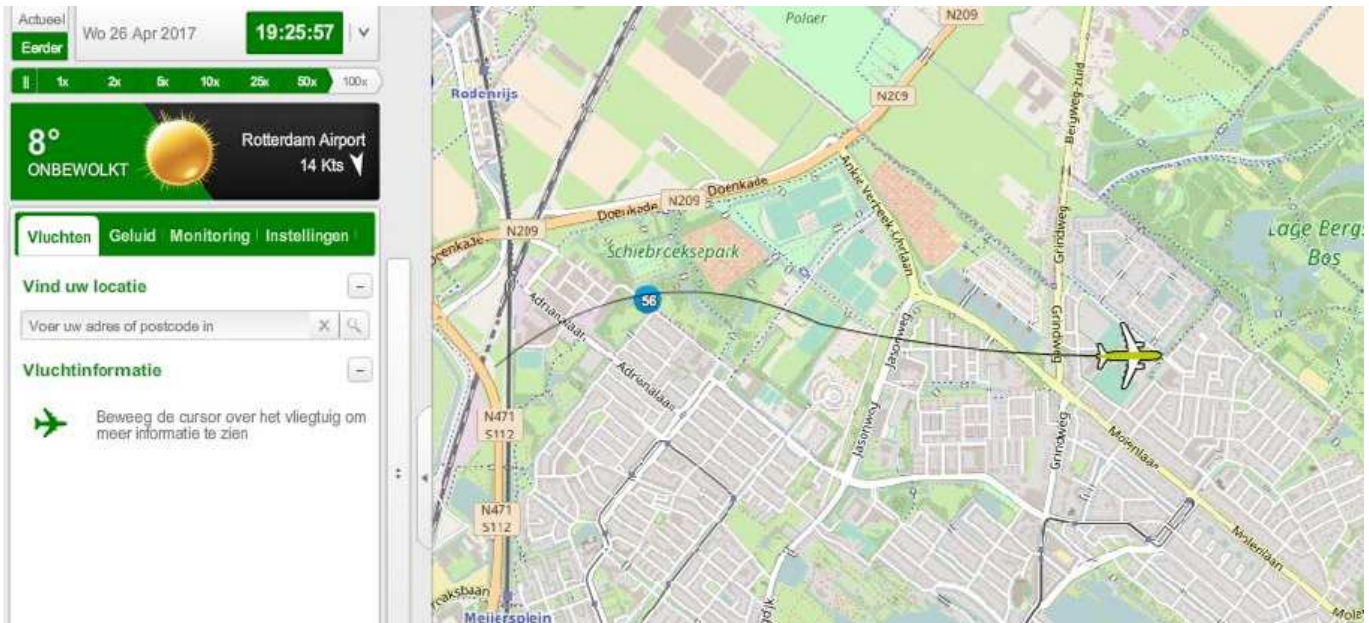 Actueel
Eerder
Wo 26 Apr 2017
19:25:57
1x 2x 5x 10x 25x 50x 100x
8°
ONBEWOLKT
Rotterdam Airport
14 Kts
Vluchten Geluid Monitoring Instellingen
Vind uw locatie
Voer uw adres of postcode in
X
Vluchtinformatie
Beweeg de cursor over het vliegtuig om
meer informatie te zien
Polder
N209
Rodenrijs
N209
Bergweg-zuid
Ankie Verbeek-Ohrlaan
Doenkade
N209
Doenkade
N209
Doenkade
Schiebroeksepark
Grindweg
Lage Bergs
Bos
56
Adrianalaan
Jasonweg
Grindweg
Adrianalaan
N471
S112
Jasonweg
Grindweg
Molenlaan
N471
S112
Molenlaan
Meijersplein
Mole